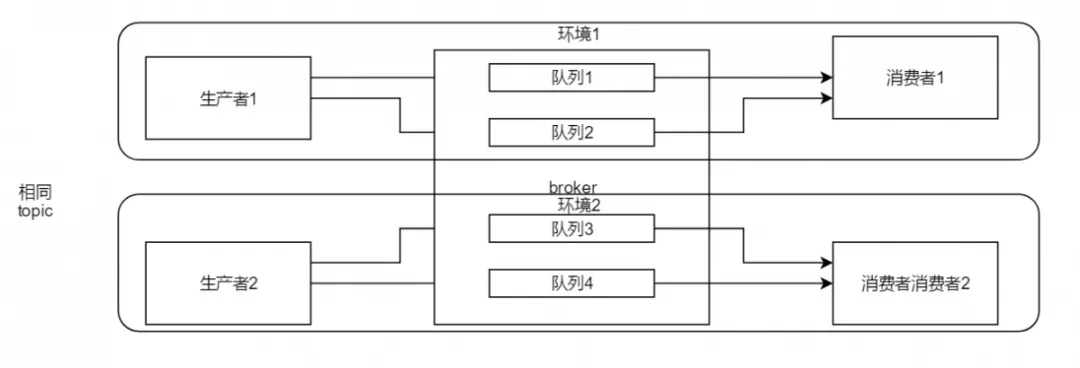 环境1
生产者1
队列1
队列2
消费者1
相同
topic
broker
环境2
生产者2
队列3
队列4
消费者消费者2